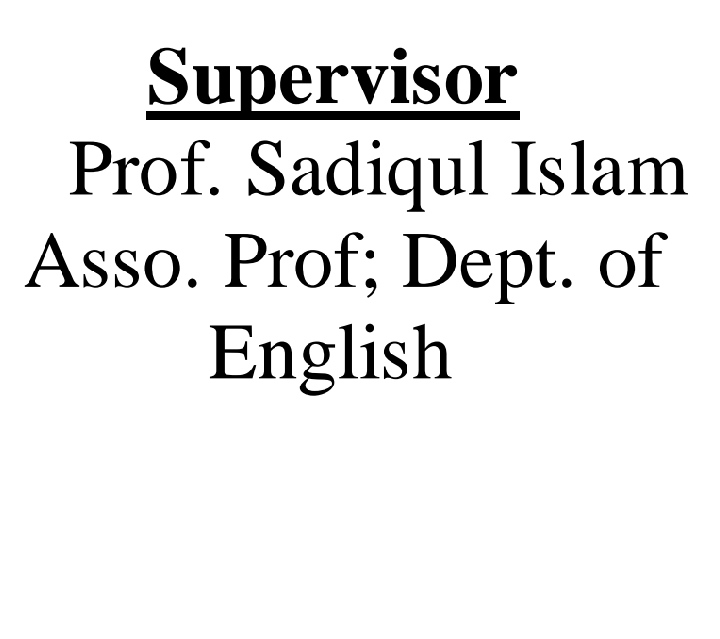 Supervisor
Prof. Sadiqul Islam
Asso. Prof; Dept. of
English